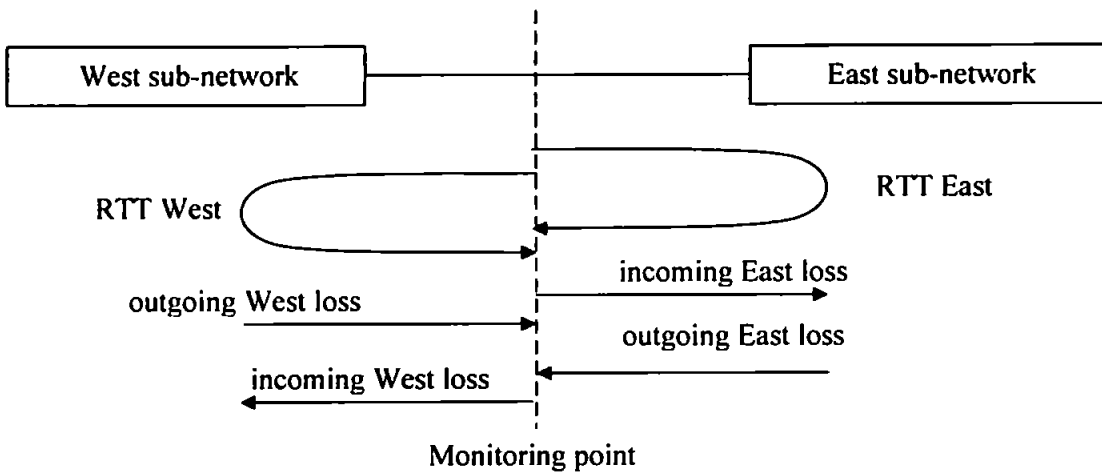 West sub-network
East sub-network
RTT West
RTT East
incoming East loss
outgoing West loss
outgoing East loss
incoming West loss
Monitoring point